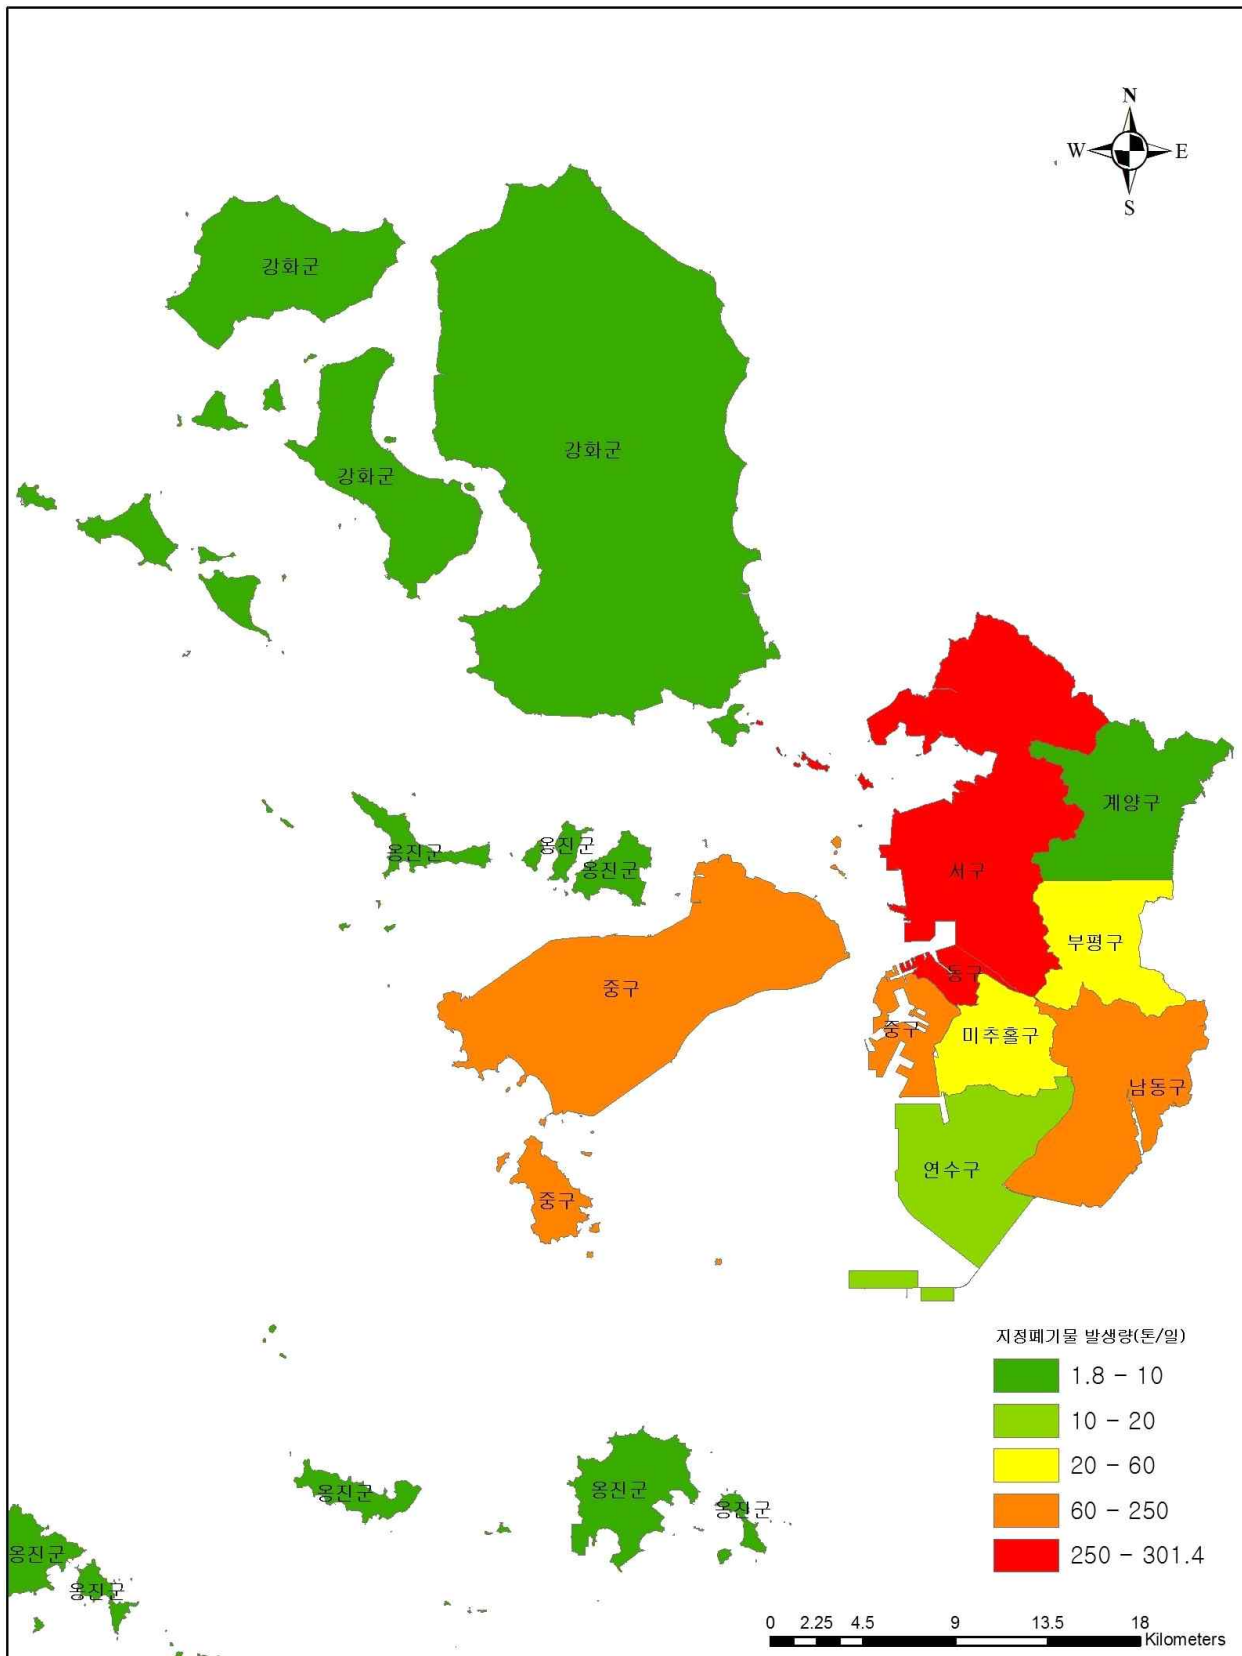 N
W E
S
강화군
강화군
강화군
계양구
옹진군
옹진군
옹진군
서구
부평구
동구
중구
중구
미추홀구
남동구
연수구
중구
지정폐기물 발생량(톤/일)
1.8 - 10
10 - 20
20 - 60
60 - 250
250 - 301.4
옹진군
옹진군
옹진군
옹진군
옹진군
0 2.25 4.5 9 13.5 18
Kilometers